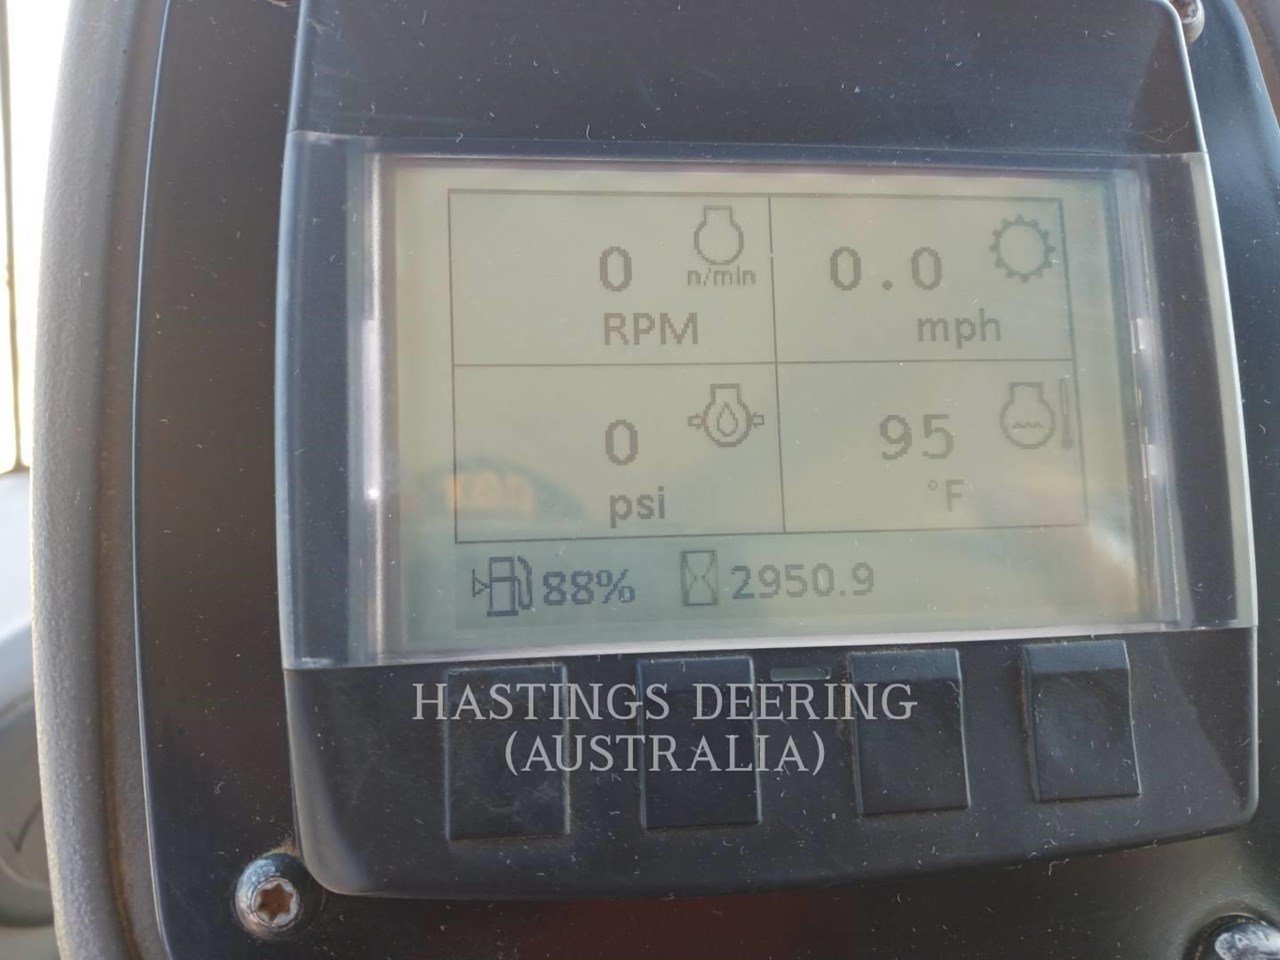 0
n/min
RPM
0.0
mph
0
psi
95
°F
88%
2950.9
HASTINGS DEERING
(AUSTRALIA)